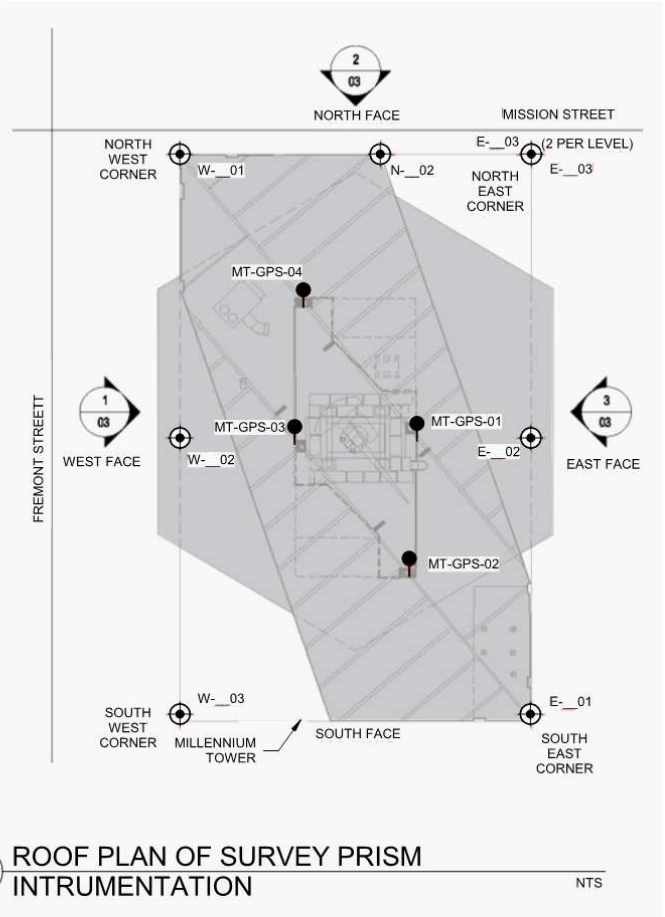 2
03
NORTH FACE
MISSION STREET
NORTH
WEST
CORNER
W-__01
N-__02
E-__03
(2 PER LEVEL)
E-__03
NORTH
EAST
CORNER
MT-GPS-04
1
03
WEST FACE
FREMONT STREETT
MT-GPS-03
MT-GPS-01
W-__02
E-__02
3
03
EAST FACE
MT-GPS-02
W-__03
SOUTH
WEST
CORNER
MILLENNIUM
TOWER
SOUTH FACE
E-__01
SOUTH
EAST
CORNER
ROOF PLAN OF SURVEY PRISM
INTRUMENTATION
NTS